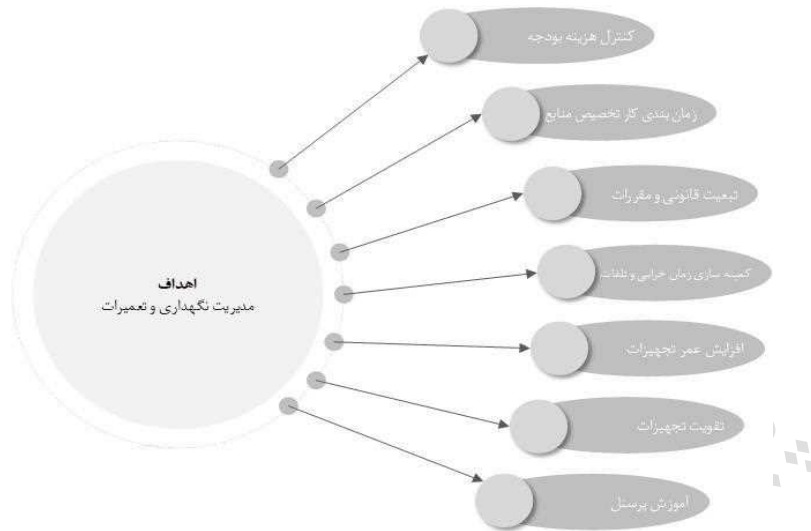 کنترل هزینه بودجه
زمان بندی کار تخصیص منابع
تبعیت قانونی و مقررات
کمینه سازی زمان خرابی و تلفات
اهداف
مدیریت نگهداری و تعمیرات
افزایش عمر تجهیزات
تقویت تجهیزات
اموزش پرسنل